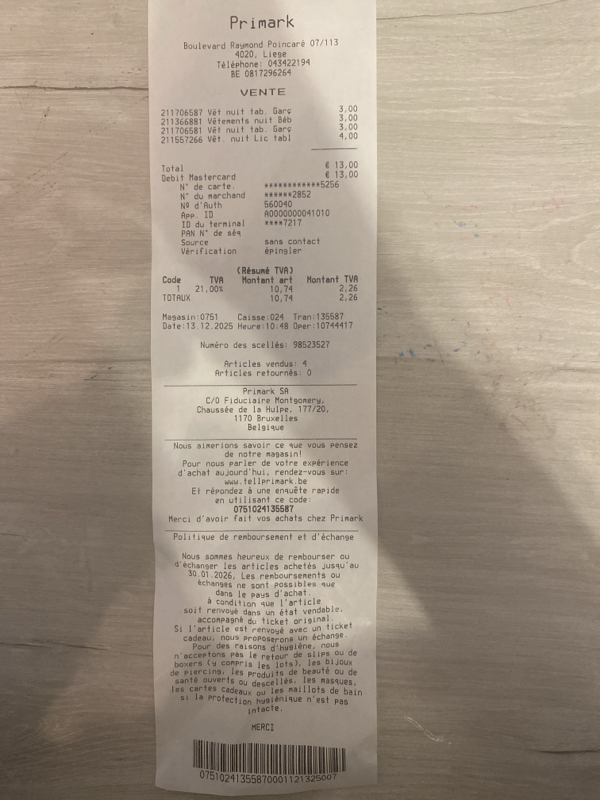 Primark
Boulevard Raymond Poincaré 07/113
4020, Liege
Téléphone: 043422194
BE 0817296264
VENTE
211706587 Vêt nuit tab. Garç 3,00
211366881 Vêtements nuit Béb 3,00
211706581 Vêt nuit tab. Garç 3,00
211557266 Vêt. nuit Lic tabl 4,00
Total € 13,00
Debit Mastercard € 13,00
N° de carte. ************5256
N° du marchand ******2852
Nº d'Auth 560040
App. ID A0000000041010
ID du terminal ****7217
PAN N° de séq
Source sans contact
Vérification épingler
(Résumé TVA)
Code TVA Montant art Montant TVA
1 21,00% 10,74 2,26
TOTAUX 10,74 2,26
Magasin:0751 Caisse:024 Tran:135587
Date:13.12.2025 Heure:10:48 Oper:10744417
Numéro des scellés: 98523527
Articles vendus: 4
Articles retournés: 0
Primark SA
C/O Fiduciaire Montgomery,
Chaussée de la Hulpe, 177/20,
1170 Bruxelles
Belgique
Nous aimerions savoir ce que vous pensez
de notre magasin!
Pour nous parler de votre expérience
d'achat aujourd'hui, rendez-vous sur:
www.tellprimark.be
Et répondez à une enquête rapide
en utilisant ce code:
0751024135587
Merci d'avoir fait vos achats chez Primark
Politique de remboursement et d'échange
Nous sommes heureux de rembourser ou
d'échanger les articles achetés jusqu'au
30.01.2026, Les remboursements ou
échanges ne sont possibles que
dans le pays d'achat,
à condition que l'article
soit renvoyé dans un état vendable,
accompagné du ticket original.
Si l'article est renvoyé avec un ticket
cadeau, nous proposerons un échange.
Pour des raisons d'hygiène, nous
n'acceptons pas le retour de slips ou de
boxers (y compris les lots), les bijoux
de piercing, les produits de beauté ou de
santé ouverts ou descellés, les masques,
les cartes cadeaux ou les maillots de bain
si la protection hygiénique n'est pas
intacte.
MERCI
07510241355870001121325007